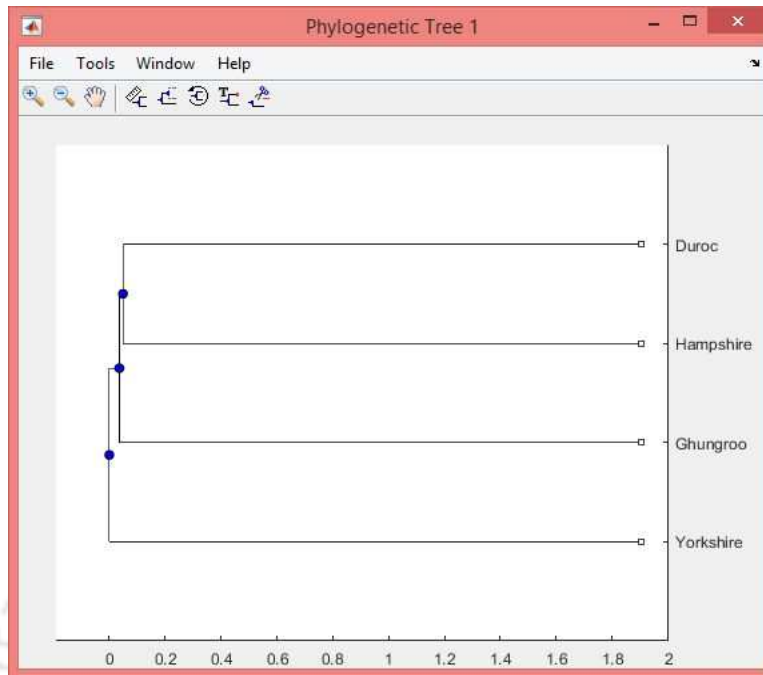 Phylogenetic Tree 1
File Tools Window Help
Duroc
Hampshire
Ghungroo
Yorkshire
0 0.2 0.4 0.6 0.8 1 1.2 1.4 1.6 1.8 2